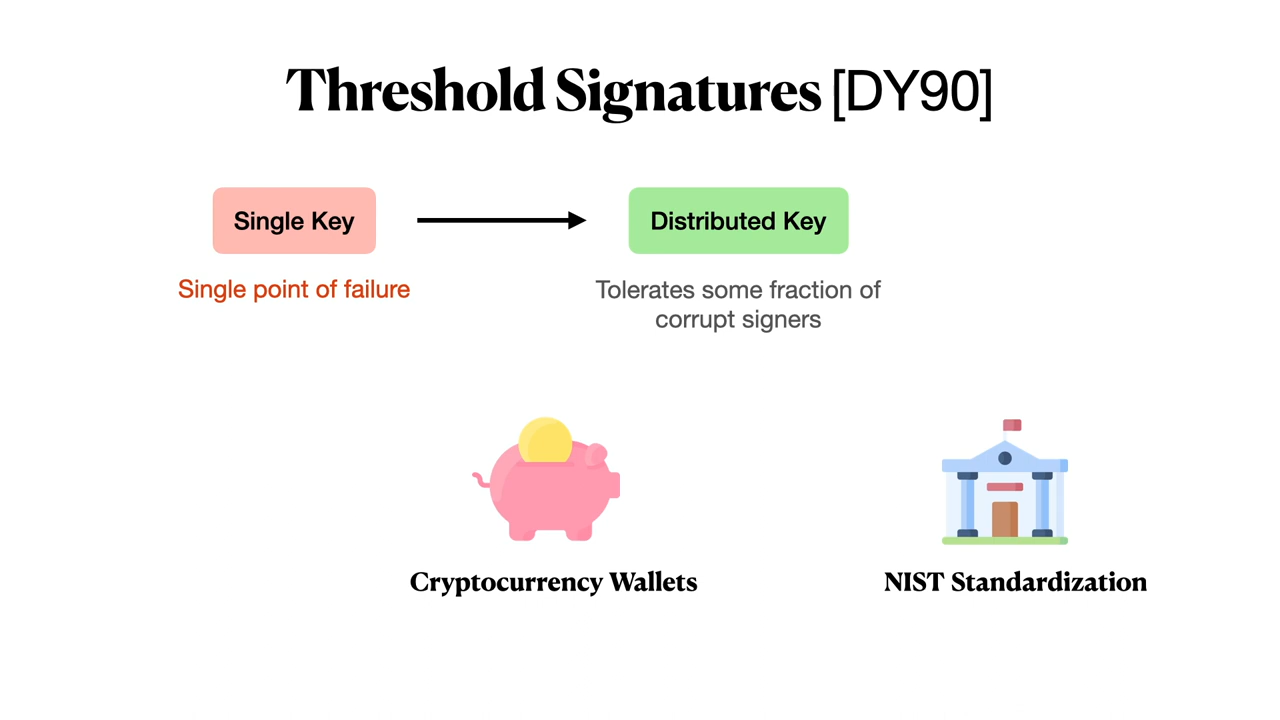 Threshold Signatures [DY90]
Single Key
Distributed Key
Single point of failure
Tolerates some fraction of
corrupt signers
Cryptocurrency Wallets
NIST Standardization